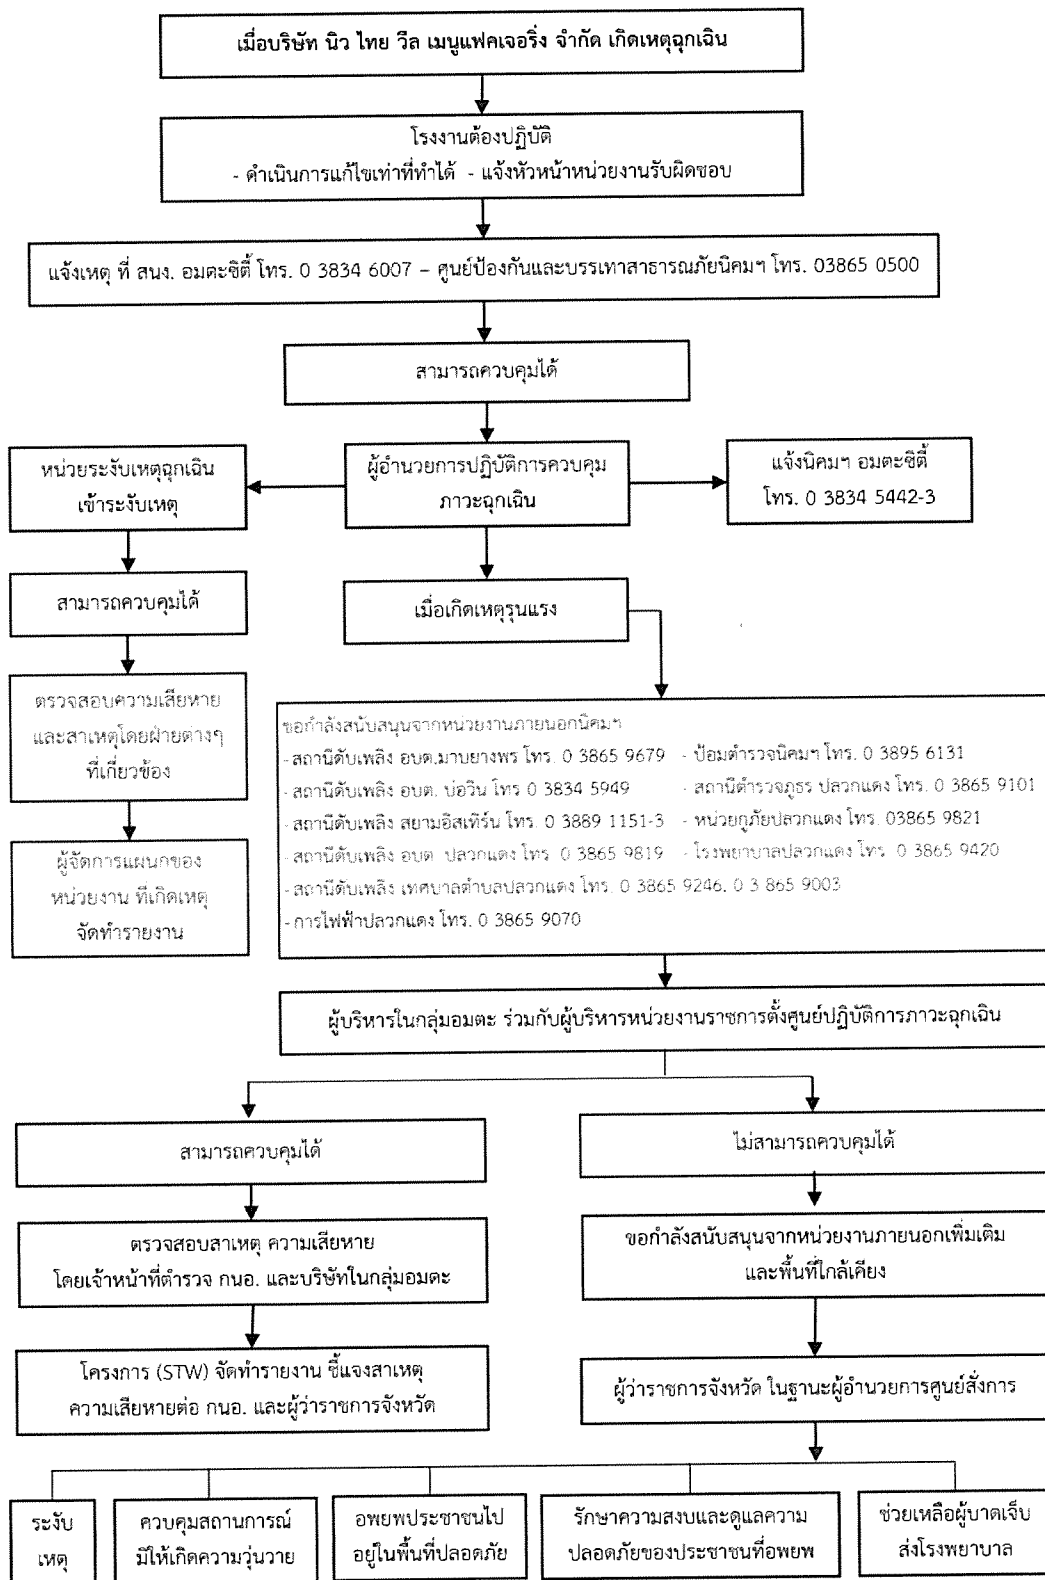 เมื่อบริษัท นิว ไทย วีล เมนูแฟคเจอริ่ง จำกัด เกิดเหตุฉุกเฉิน
โรงงานต้องปฏิบัติ
- ดำเนินการแก้ไขเท่าที่ทำได้ - แจ้งหัวหน้าหน่วยงานรับผิดชอบ
แจ้งเหตุ ที่ สนง. อมตะซิตี้ โทร. 0 3834 6007 – ศูนย์ป้องกันและบรรเทาสาธารณภัยนิคมฯ โทร. 03865 0500
สามารถควบคุมได้
หน่วยระงับเหตุฉุกเฉิน
เข้าระงับเหตุ
ผู้อำนวยการปฏิบัติการควบคุม
ภาวะฉุกเฉิน
แจ้งนิคมฯ อมตะซิตี้
โทร. 0 3834 5442-3
สามารถควบคุมได้
เมื่อเกิดเหตุรุนแรง
ตรวจสอบความเสียหาย
และสาเหตุโดยฝ่ายต่างๆ
ที่เกี่ยวข้อง
ผู้จัดการแผนกของ
หน่วยงาน ที่เกิดเหตุ
จัดทำรายงาน
ขอกำลังสนับสนุนจากหน่วยงานภายนอกนิคมฯ
-สถานีดับเพลิง อบต.มาบยางพร โทร. 0 3865 9679 - ป้อมตำรวจนิคมฯ โทร. 0 3895 6131
-สถานีดับเพลิง อบต. บ่อวิน โทร 0 3834 5949 - สถานีตำรวจภูธร ปลวกแดง โทร. 0 3865 9101
-สถานีดับเพลิง สยามอิสเทิร์น โทร. 0 3889 1151-3 - หน่วยกู้ภัยปลวกแดง โทร. 03865 9821
-สถานีดับเพลิง อบต ปลวกแดง โทร 0 3865 9819 - โรงพยาบาลปลวกแดง โทร 0 3865 9420
-สถานีดับเพลิง เทศบาลตำบลปลวกแดง โทร. 0 3865 9246, 0 3 865 9003
-การไฟฟ้าปลวกแดง โทร. 0 3865 9070
ผู้บริหารในกลุ่มอมตะ ร่วมกับผู้บริหารหน่วยงานราชการตั้งศูนย์ปฏิบัติการภาวะฉุกเฉิน
สามารถควบคุมได้
ไม่สามารถควบคุมได้
ตรวจสอบสาเหตุ ความเสียหาย
โดยเจ้าหน้าที่ตำรวจ กนอ. และบริษัทในกลุ่มอมตะ
ขอกำลังสนับสนุนจากหน่วยงานภายนอกเพิ่มเติม
และพื้นที่ใกล้เคียง
โครงการ (STW) จัดทำรายงาน ชี้แจงสาเหตุ
ความเสียหายต่อ กนอ. และผู้ว่าราชการจังหวัด
ผู้ว่าราชการจังหวัด ในฐานะผู้อำนวยการศูนย์สั่งการ
ระงับ
เหตุ
ควบคุมสถานการณ์
มิให้เกิดความวุ่นวาย
อพยพประชาชนไป
อยู่ในพื้นที่ปลอดภัย
รักษาความสงบและดูแลความ
ปลอดภัยของประชาชนที่อพยพ
ช่วยเหลือผู้บาดเจ็บ
ส่งโรงพยาบาล